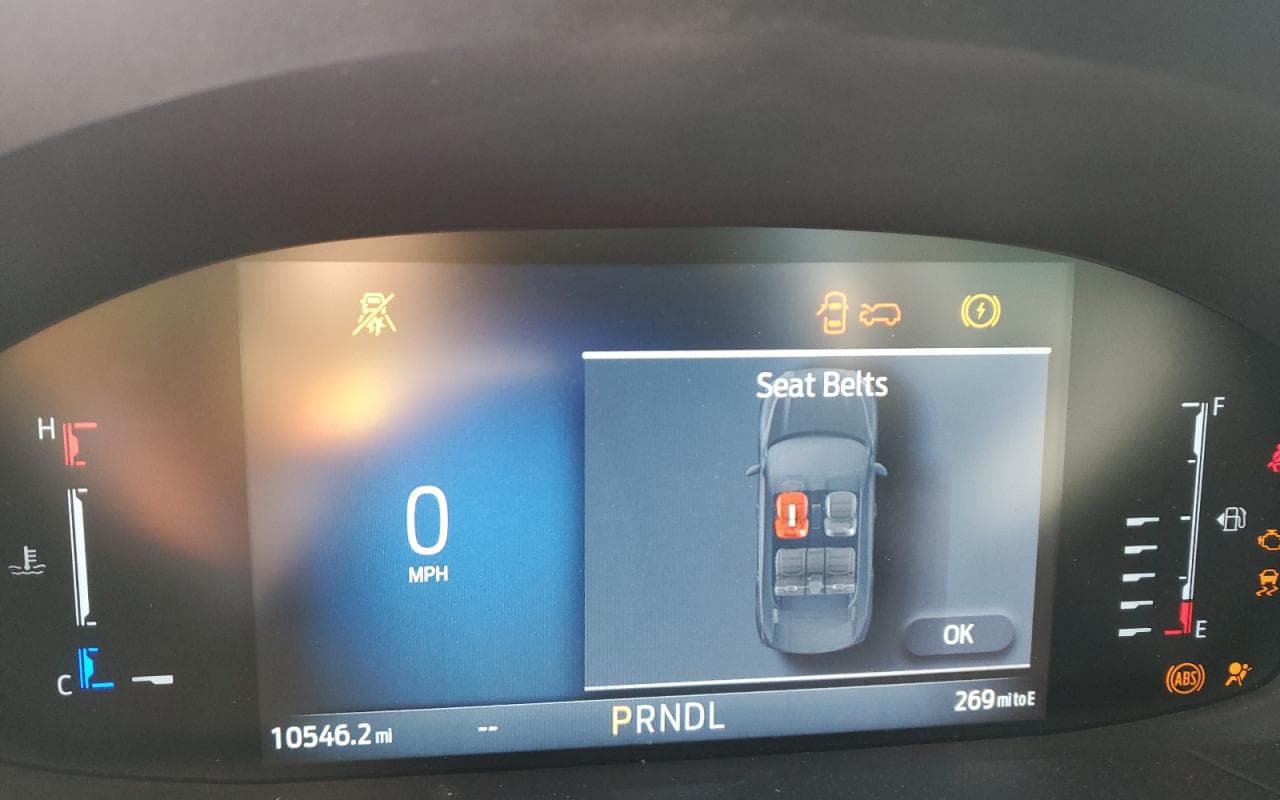 Seat Belts
H
F
0
MPH
E
OK
C
ABS
269 mi to E
PRNDL
10546.2 mi
--